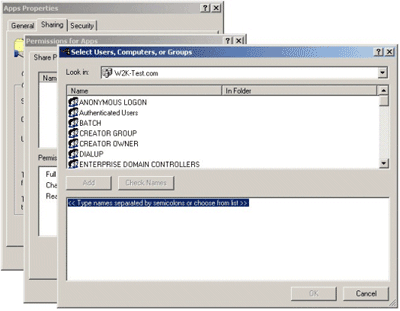 Apps Properties
General
Sharing
Security
Permissions for Apps
Share P
Select Users, Computers, or Groups
Look in:
W2K-Test.com
Name
In Folder
ANONYMOUS LOGON
Authenticated Users
BATCH
CREATOR GROUP
CREATOR OWNER
DIALUP
ENTERPRISE DOMAIN CONTROLLERS
Add
Check Names
<< Type names separated by semicolons or choose from list >>
OK
Cancel
Nam
Permis
Full
Cha
Rea